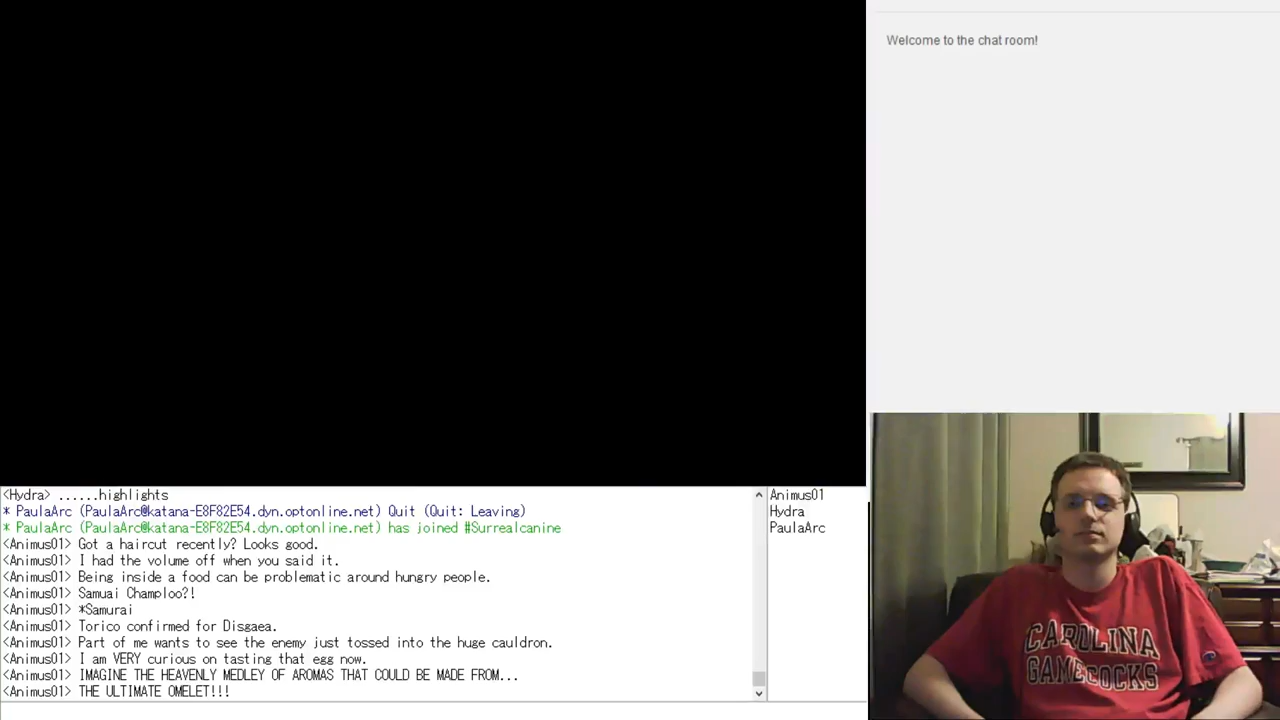 Welcome to the chat room!
<Hydra> ......highlights
* PaulaArc (PaulaArc@katana-E8F82E54.dyn.optonline.net) Quit (Quit: Leaving)
* PaulaArc (PaulaArc@katana-E8F82E54.dyn.optonline.net) has joined #Surrealcanine
<Animus01> Got a haircut recently? Looks good.
<Animus01> I had the volume off when you said it.
<Animus01> Being inside a food can be problematic around hungry people.
<Animus01> Samuai Champloo?!
<Animus01> *Samurai
<Animus01> Torico confirmed for Disgaea.
<Animus01> Part of me wants to see the enemy just tossed into the huge cauldron.
<Animus01> I am VERY curious on tasting that egg now.
<Animus01> IMAGINE THE HEAVENLY MEDLEY OF AROMAS THAT COULD BE MADE FROM...
<Animus01> THE ULTIMATE OMELET!!!
Animus01
Hydra
PaulaArc
CAROLINA
GAMECOCKS